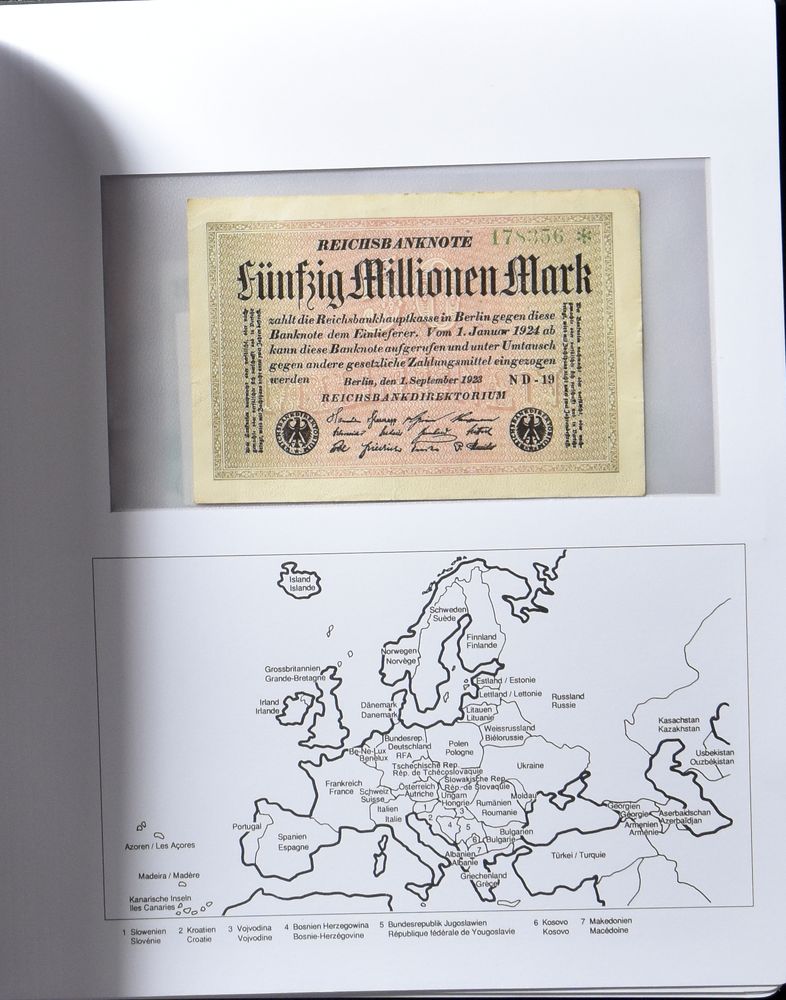 178356 *
REICHSBANKNOTE
Fünfzig Millionen Mark
zahlt die Reichsbankhauptkasse in Berlin gegen diese
Banknote dem Einlieferer. Vom 1. Januar 1924 ab
kann diese Banknote aufgerufen und unter Umtausch
gegen andere gesetzliche Zahlungsmittel eingezogen
werden
Berlin, den 1. September 1923 ND-19
REICHSBANKDIREKTORIUM
Island
Islande
Schweden
Suède
Finnland
Finlande
Norwegen
Norvège
Grossbritannien
Grande-Bretagne
Estland / Estonie
Lettland / Lettonie
Russland
Russie
Irland
Irlande
Dänemark
Danemark
Litauen
Lituanie
Weissrussland
Biélorussie
Kasachstan
Kazakhstan
Bundesrep.
Deutschland
RFA
Polen
Pologne
Be-Ne-Lux
Benelux
Usbekistan
Ouzbékistan
Tschechische Rep.
Rép. de Tchécoslovaquie
Ukraine
Slowakische Rep.
Rép. de Slovaquie
Frankreich
France
Schweiz
Suisse
Österreich
Autriche
Ungarn
Hongrie
Moldau
Rumänien
Roumanie
Italien
Italie
Georgien
Géorgie
Aserbaidschan
Azerbaïdjan
Armenien
Arménie
1
2
3
4
5
6
7
Portugal
Spanien
Espagne
Bulgarien
Bulgarie
Azoren / Les Açores
Albanien
Albanie
Türkei / Turquie
Madeira / Madère
Griechenland
Grèce
Kanarische Inseln
Iles Canaries
1 Slowenien
Slovénie
2 Kroatien
Croatie
3 Vojvodina
Vojvodine
4 Bosnien Herzegowina
Bosnie-Herzégovine
5 Bundesrepublik Jugoslawien
République fédérale de Yougoslavie
6 Kosovo
Kosovo
7 Makedonien
Macédoine